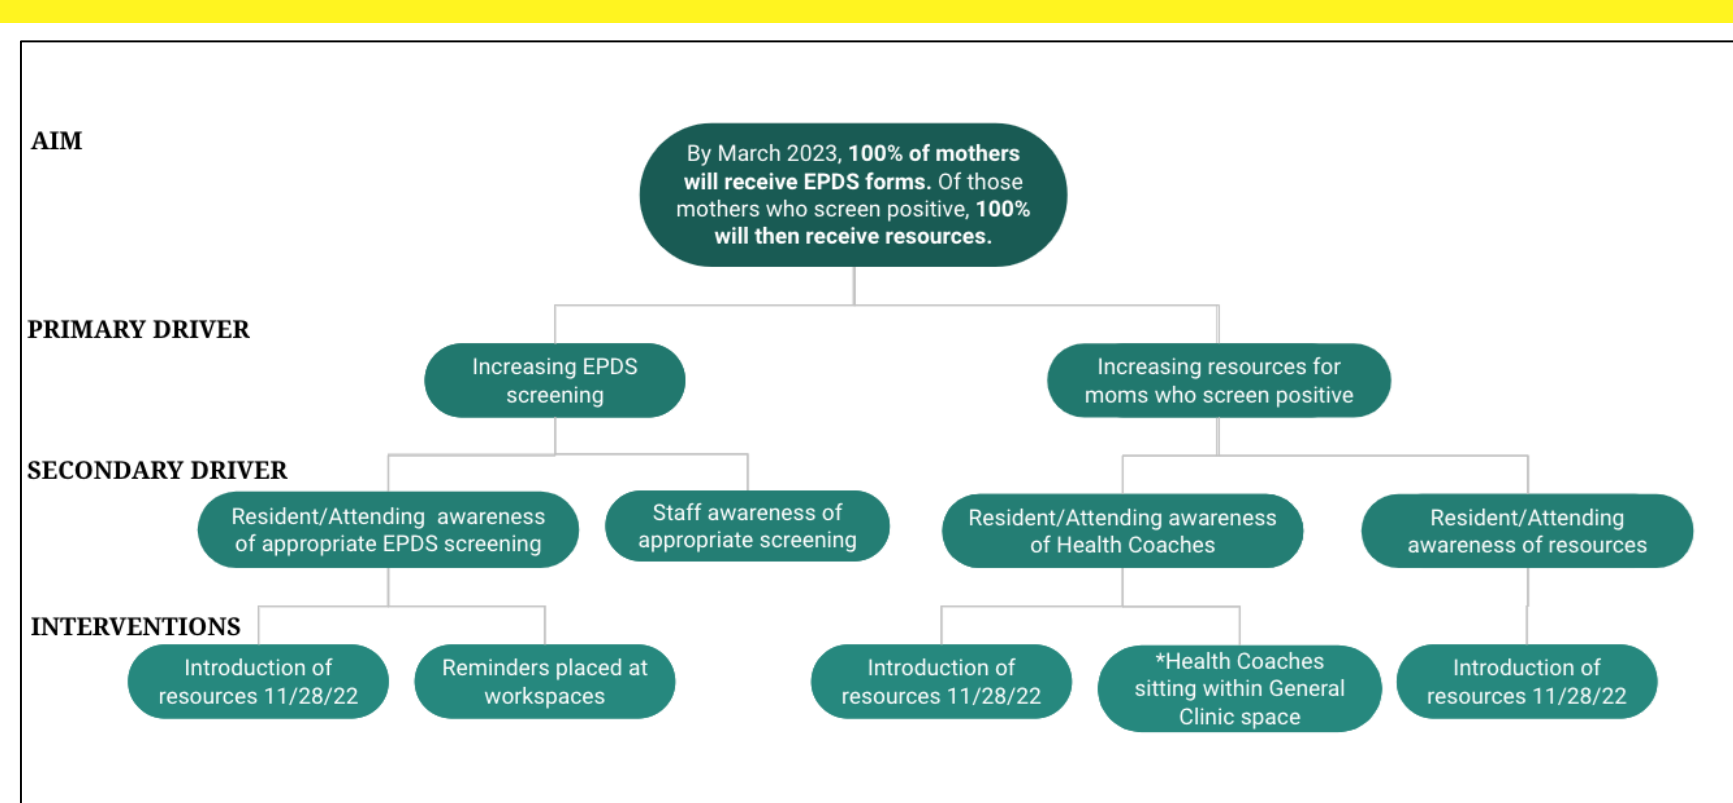 AIM
By March 2023, 100% of mothers
will receive EPDS forms. Of those
mothers who screen positive, 100%
will then receive resources.
PRIMARY DRIVER
Increasing EPDS
screening
Increasing resources for
moms who screen positive
SECONDARY DRIVER
Resident/Attending awareness
of appropriate EPDS screening
Staff awareness of
appropriate screening
Resident/Attending awareness
of Health Coaches
Resident/Attending
awareness of resources
INTERVENTIONS
Introduction of
resources 11/28/22
Reminders placed at
workspaces
Introduction of
resources 11/28/22
*Health Coaches
sitting within General
Clinic space
Introduction of
resources 11/28/22